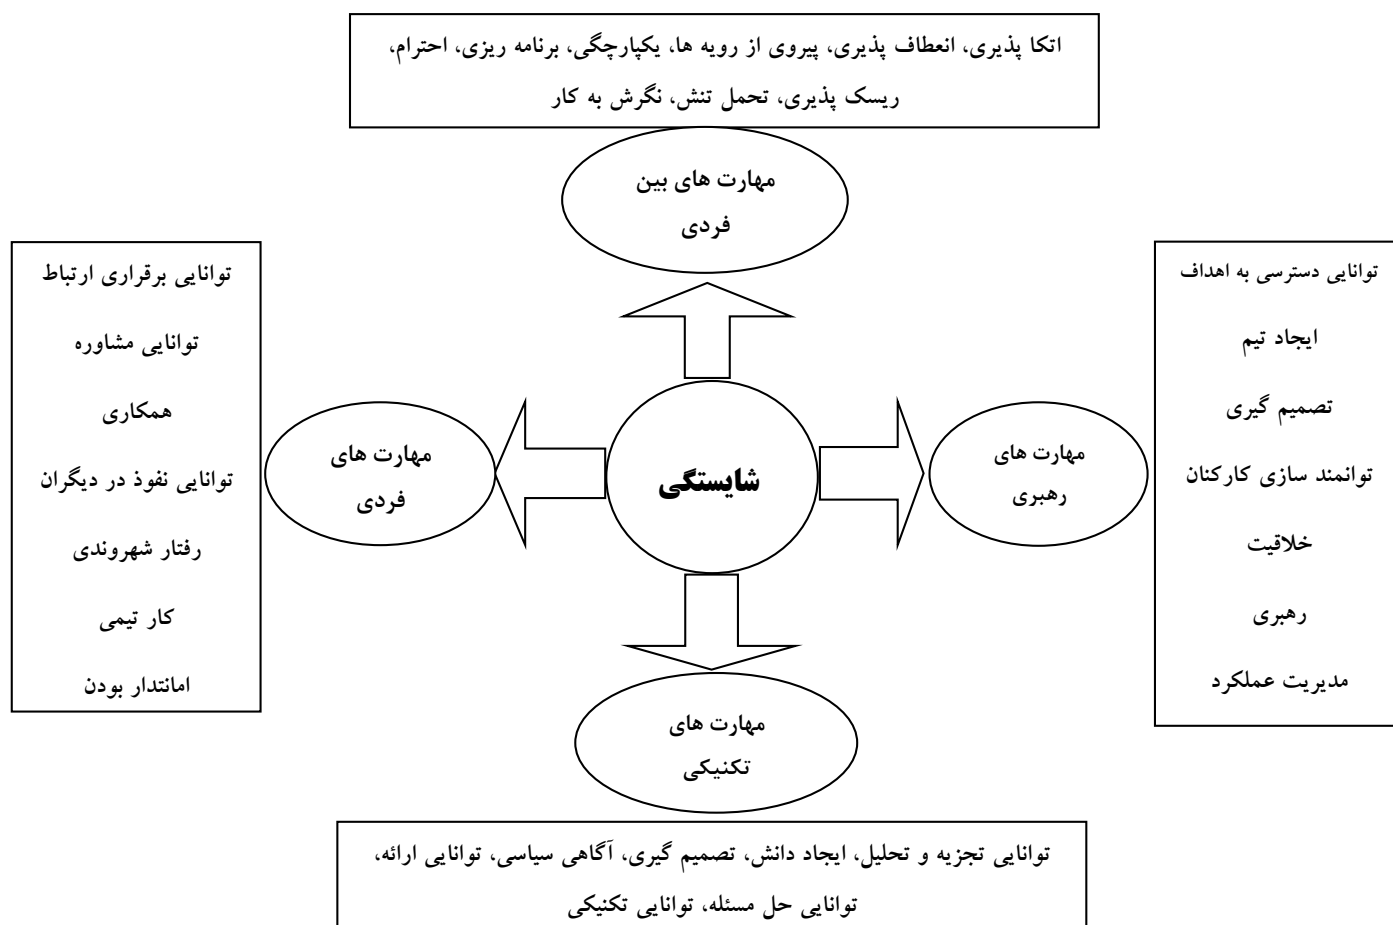 اتکا پذیری، انعطاف پذیری، پیروی از رویه ها، یکپارچگی، برنامه ریزی، احترام،
ریسک پذیری، تحمل تنش، نگرش به کار
مهارت های بین
فردی
توانایی دسترسی به اهداف
ایجاد تیم
تصمیم گیری
توانمند سازی کارکنان
خلاقیت
رهبری
مدیریت عملکرد
مهارت های
رهبری
شایستگی
مهارت های
فردی
توانایی برقراری ارتباط
توانایی مشاوره
همکاری
توانایی نفوذ در دیگران
رفتار شهروندی
کار تیمی
امانتدار بودن
مهارت های
تکنیکی
توانایی تجزیه و تحلیل، ایجاد دانش، تصمیم گیری، آگاهی سیاسی، توانایی ارائه،
توانایی حل مسئله، توانایی تکنیکی